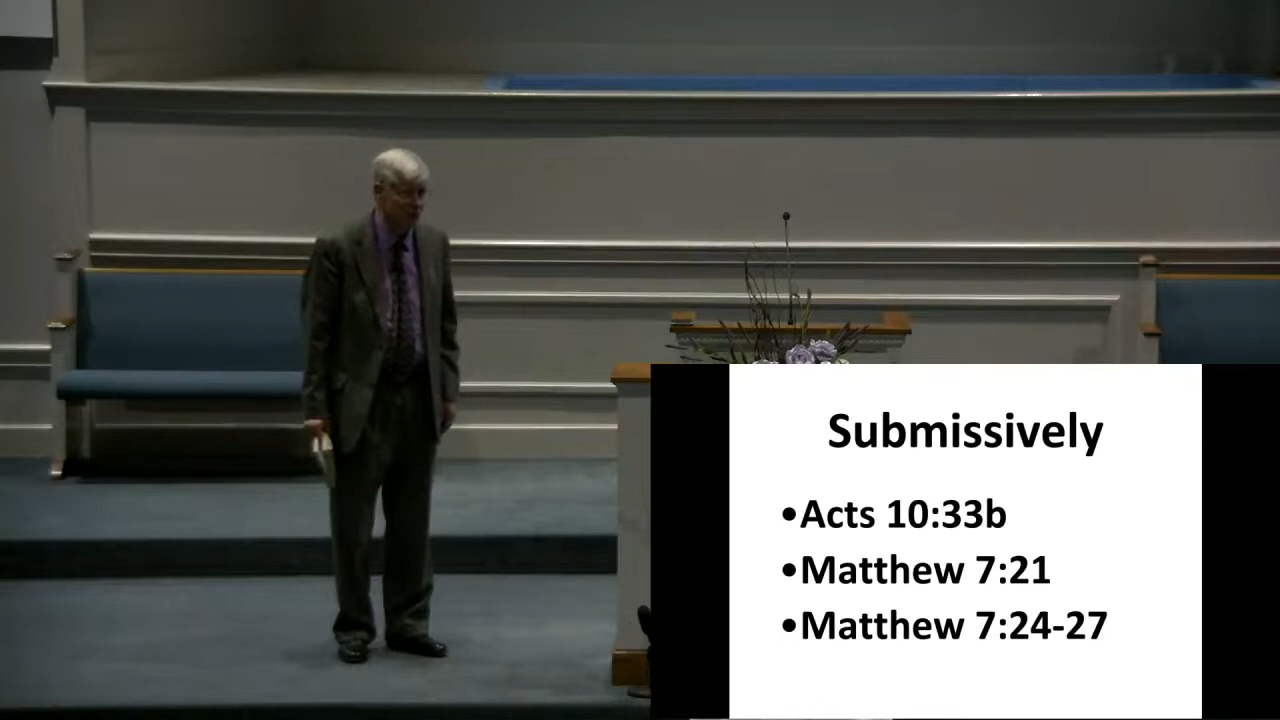 Submissively
•Acts 10:33b
•Matthew 7:21
•Matthew 7:24-27